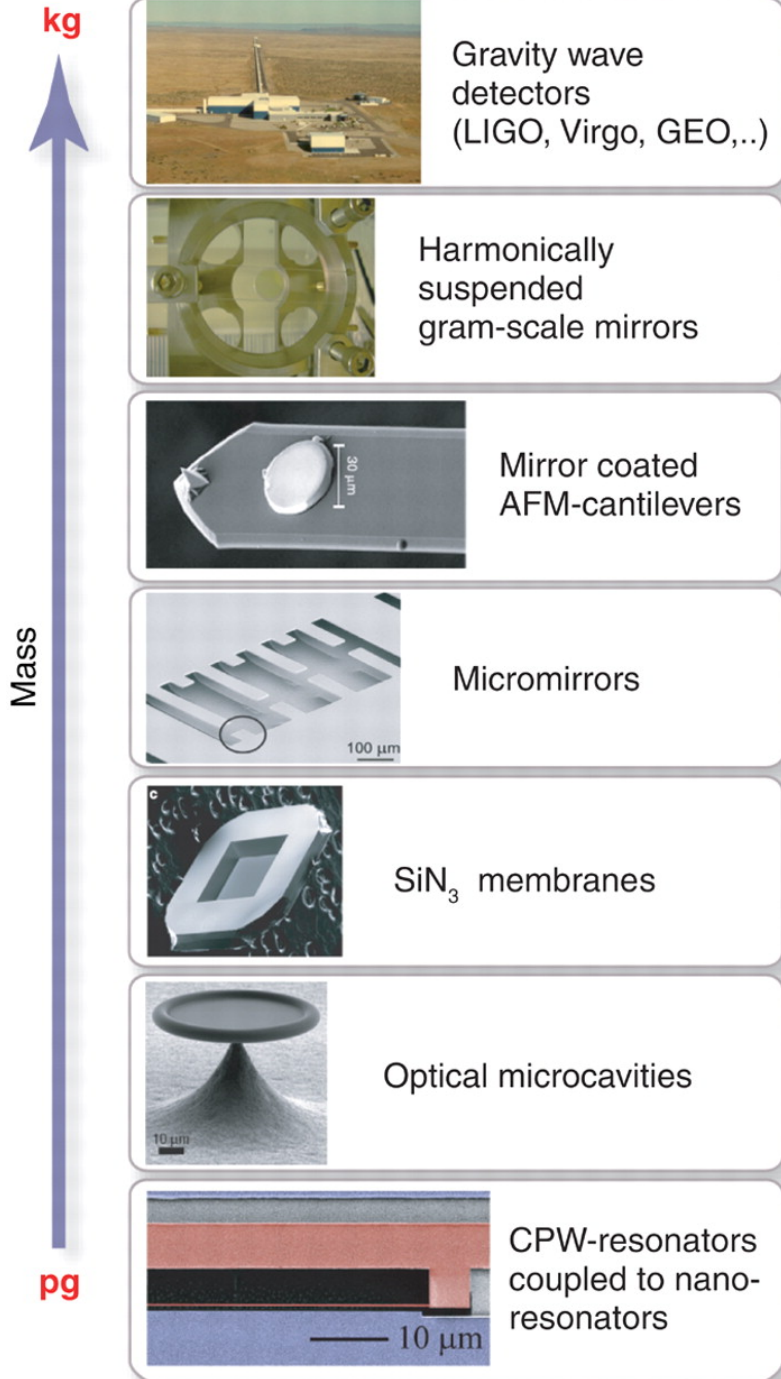 kg
Gravity wave
detectors
(LIGO, Virgo, GEO,..)
Harmonically
suspended
gram-scale mirrors
30 μm
Mirror coated
AFM-cantilevers
Mass
100 μm
Micromirrors
c
SiN₃ membranes
10 μm
Optical microcavities
pg
CPW-resonators
coupled to nano-
resonators
10 μm